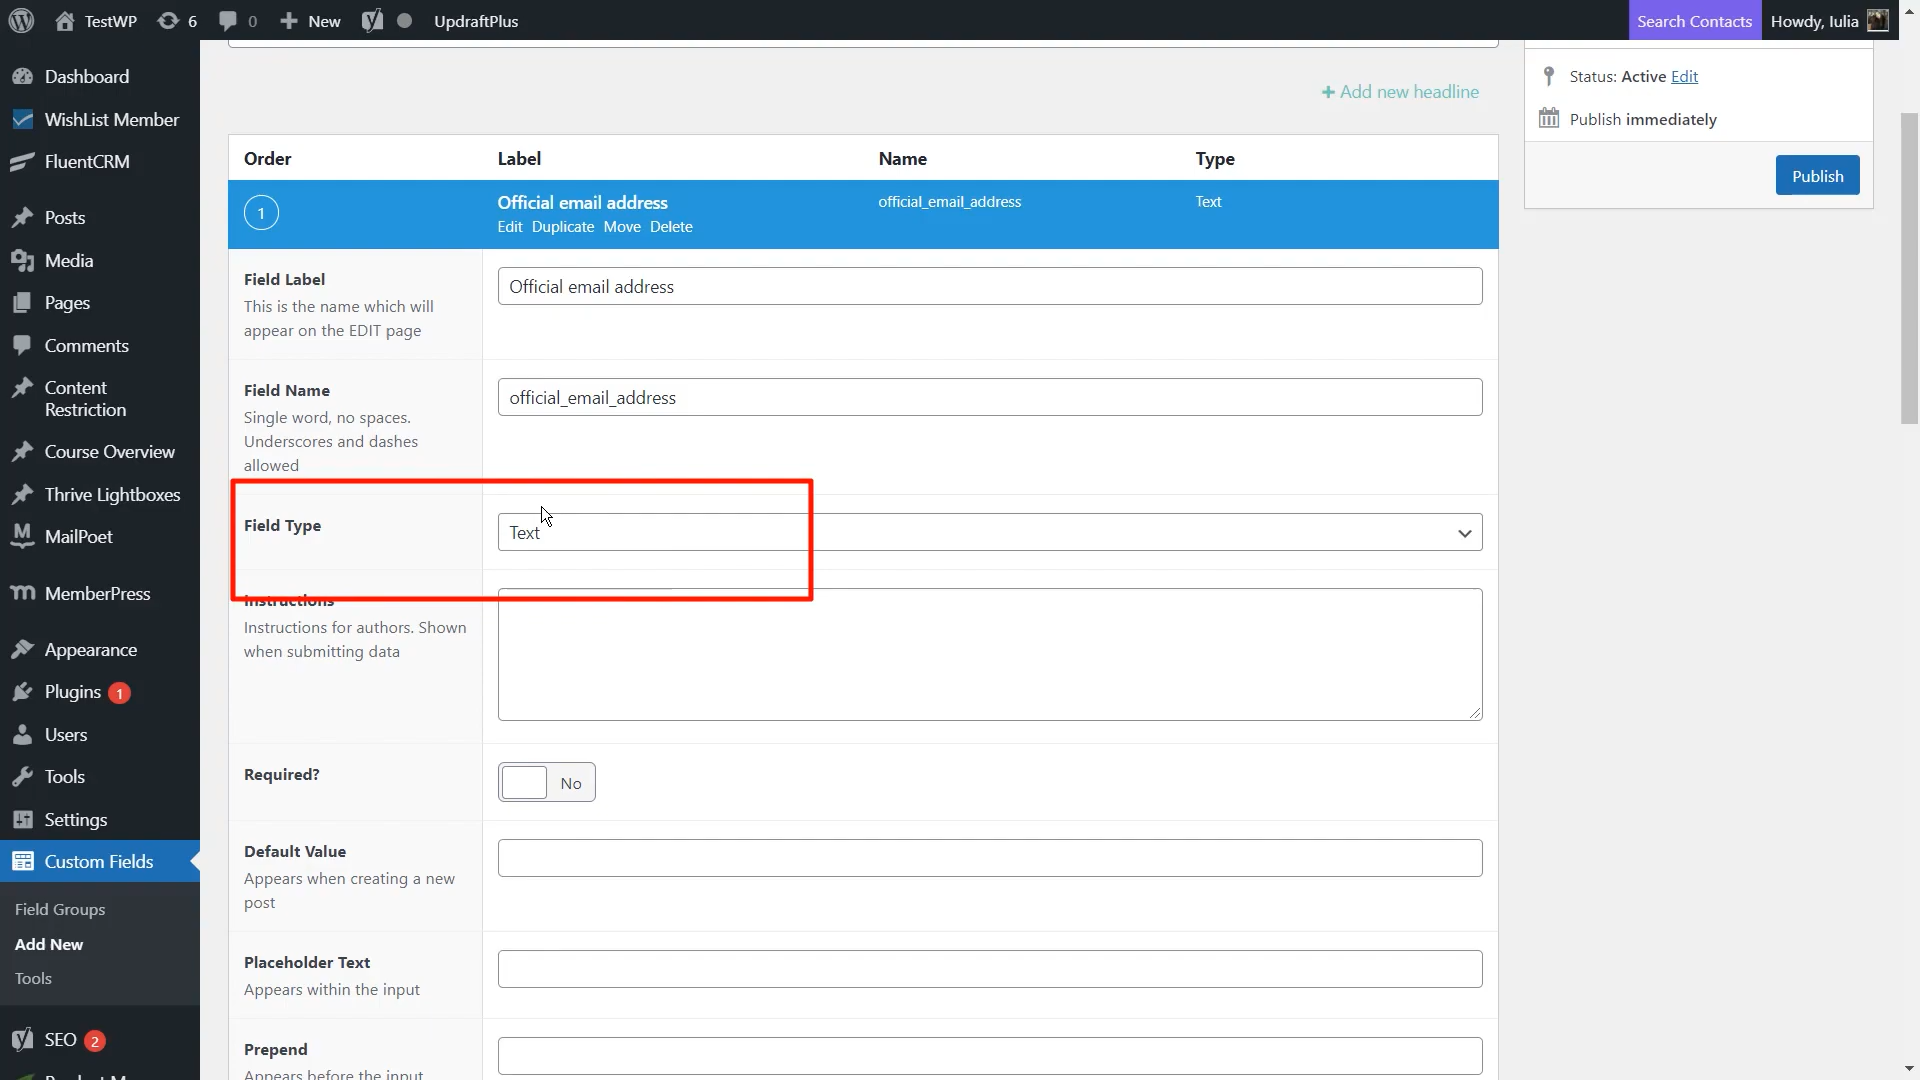 TestWP 6 0 New UpdraftPlus Search Contacts Howdy, Iulia
Dashboard
WishList Member
FluentCRM
Posts
Media
Pages
Comments
Content
Restriction
Course Overview
Thrive Lightboxes
MailPoet
MemberPress
Appearance
Plugins 1
Users
Tools
Settings
Custom Fields
Field Groups
Add New
Tools
SEO 2
+ Add new headline
Order Label Name Type
1 Official email address official_email_address Text
Edit Duplicate Move Delete
Field Label
This is the name which will
appear on the EDIT page
Official email address
Field Name
Single word, no spaces.
Underscores and dashes
allowed
official_email_address
Field Type
Text
Instructions
Instructions for authors. Shown
when submitting data
Required?
No
Default Value
Appears when creating a new
post
Placeholder Text
Appears within the input
Prepend
Appears before the input
Status: Active Edit
Publish immediately
Publish